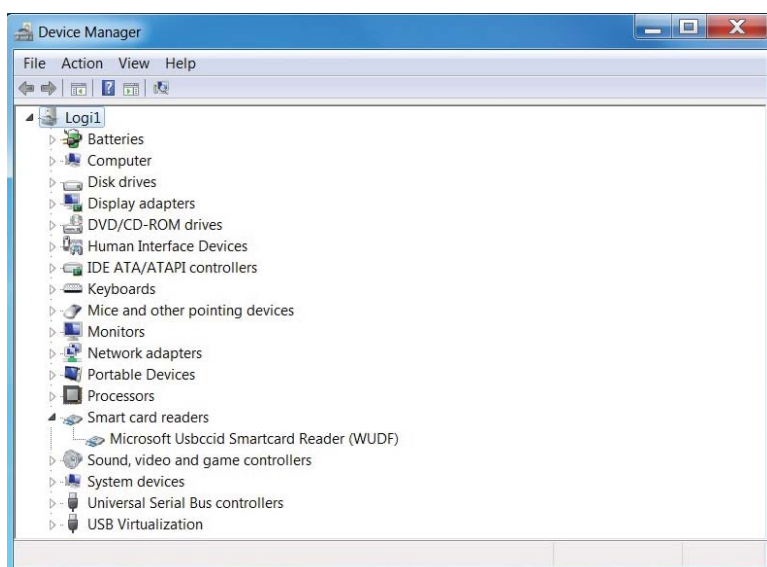 Device Manager
File Action View Help
Logi1
Batteries
Computer
Disk drives
Display adapters
DVD/CD-ROM drives
Human Interface Devices
IDE ATA/ATAPI controllers
Keyboards
Mice and other pointing devices
Monitors
Network adapters
Portable Devices
Processors
Smart card readers
Microsoft Usbccid Smartcard Reader (WUDF)
Sound, video and game controllers
System devices
Universal Serial Bus controllers
USB Virtualization